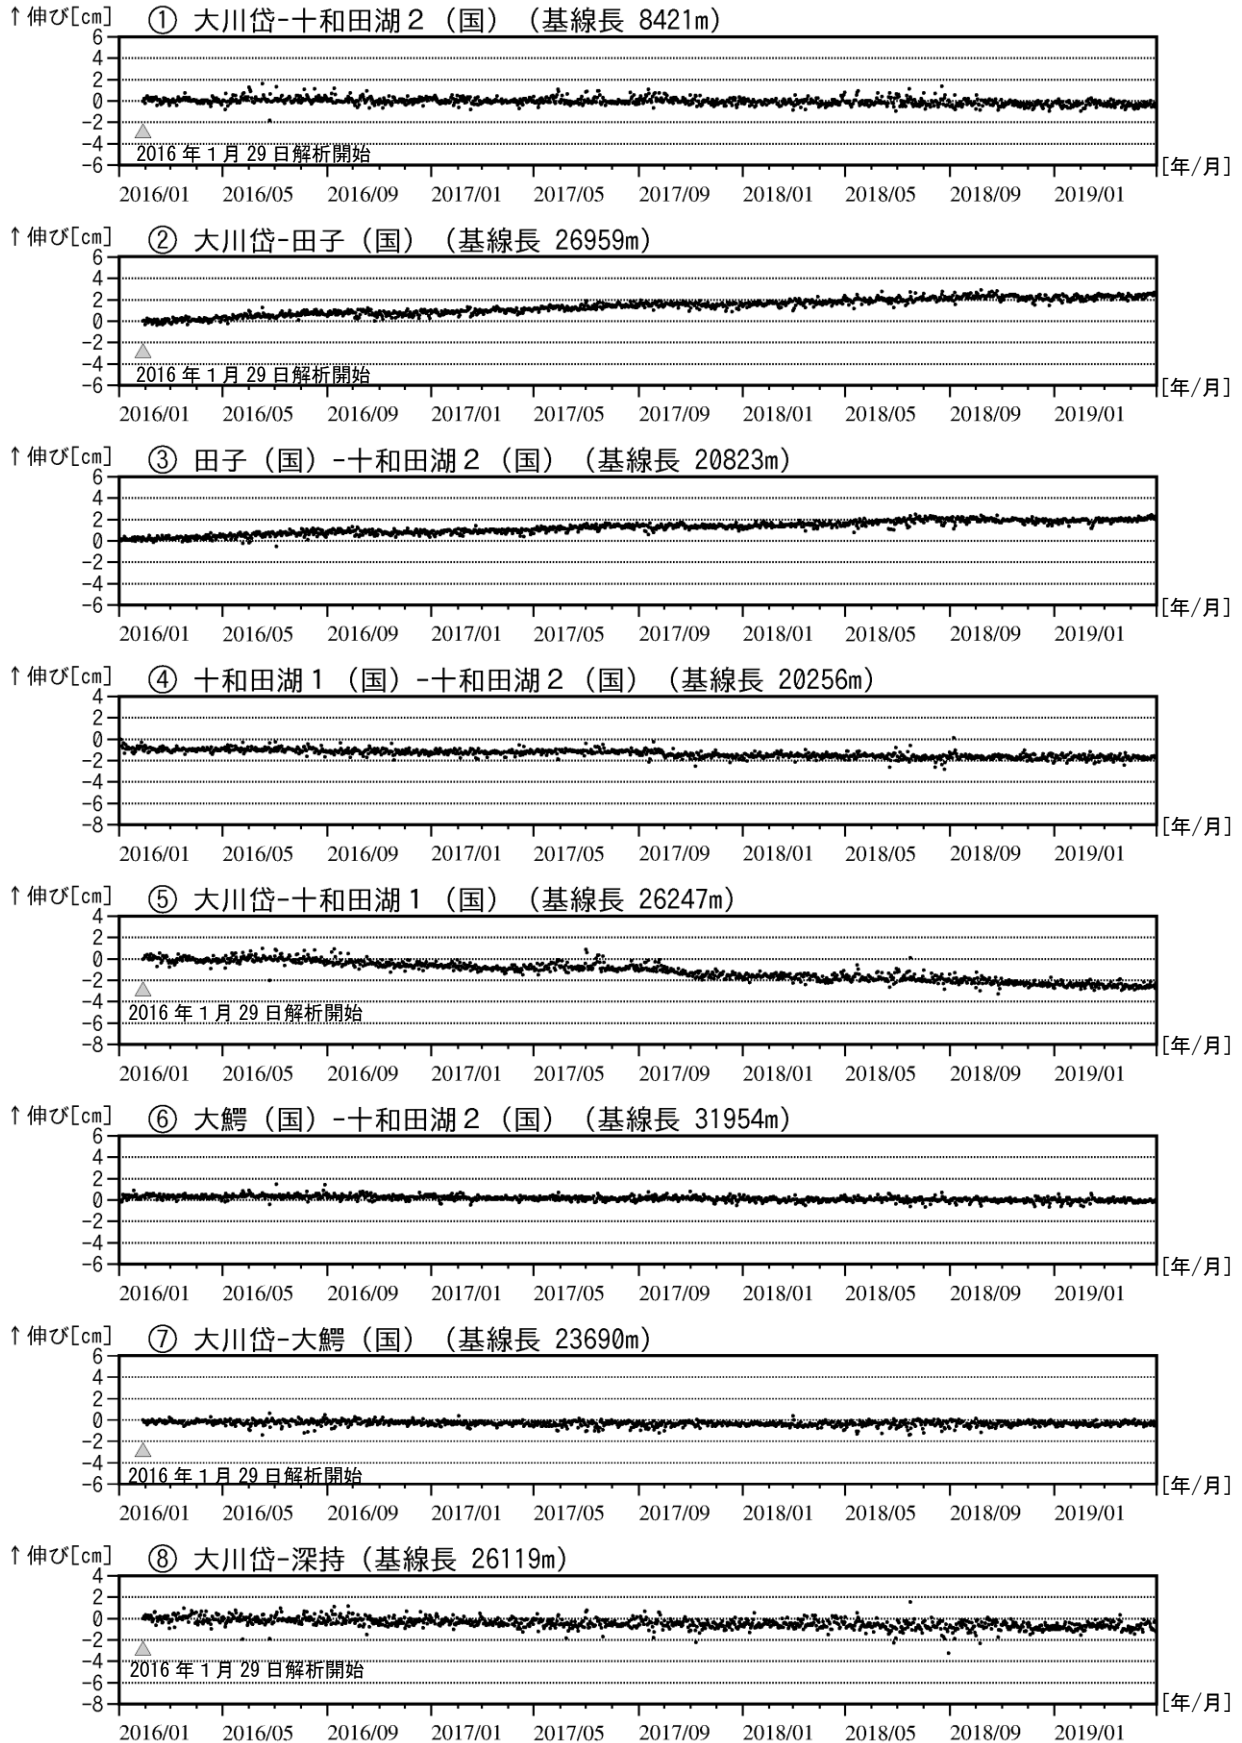 ↑伸び[cm] ① 大川岱-十和田湖２（国）（基線長 8421m）
6
4
2
0
-2
-4
-6
2016年1月29日解析開始
[年/月]
2016/01 2016/05 2016/09 2017/01 2017/05 2017/09 2018/01 2018/05 2018/09 2019/01
↑伸び[cm] ② 大川岱-田子（国）（基線長 26959m）
6
4
2
0
-2
-4
-6
2016年1月29日解析開始
[年/月]
2016/01 2016/05 2016/09 2017/01 2017/05 2017/09 2018/01 2018/05 2018/09 2019/01
↑伸び[cm] ③ 田子（国）-十和田湖２（国）（基線長 20823m）
6
4
2
0
-2
-4
-6
[年/月]
2016/01 2016/05 2016/09 2017/01 2017/05 2017/09 2018/01 2018/05 2018/09 2019/01
↑伸び[cm] ④ 十和田湖１（国）-十和田湖２（国）（基線長 20256m）
4
2
0
-2
-4
-6
-8
[年/月]
2016/01 2016/05 2016/09 2017/01 2017/05 2017/09 2018/01 2018/05 2018/09 2019/01
↑伸び[cm] ⑤ 大川岱-十和田湖１（国）（基線長 26247m）
4
2
0
-2
-4
-6
-8
2016年1月29日解析開始
[年/月]
2016/01 2016/05 2016/09 2017/01 2017/05 2017/09 2018/01 2018/05 2018/09 2019/01
↑伸び[cm] ⑥ 大鰐（国）-十和田湖２（国）（基線長 31954m）
6
4
2
0
-2
-4
-6
[年/月]
2016/01 2016/05 2016/09 2017/01 2017/05 2017/09 2018/01 2018/05 2018/09 2019/01
↑伸び[cm] ⑦ 大川岱-大鰐（国）（基線長 23690m）
6
4
2
0
-2
-4
-6
2016年1月29日解析開始
[年/月]
2016/01 2016/05 2016/09 2017/01 2017/05 2017/09 2018/01 2018/05 2018/09 2019/01
↑伸び[cm] ⑧ 大川岱-深持（基線長 26119m）
4
2
0
-2
-4
-6
-8
2016年1月29日解析開始
[年/月]
2016/01 2016/05 2016/09 2017/01 2017/05 2017/09 2018/01 2018/05 2018/09 2019/01